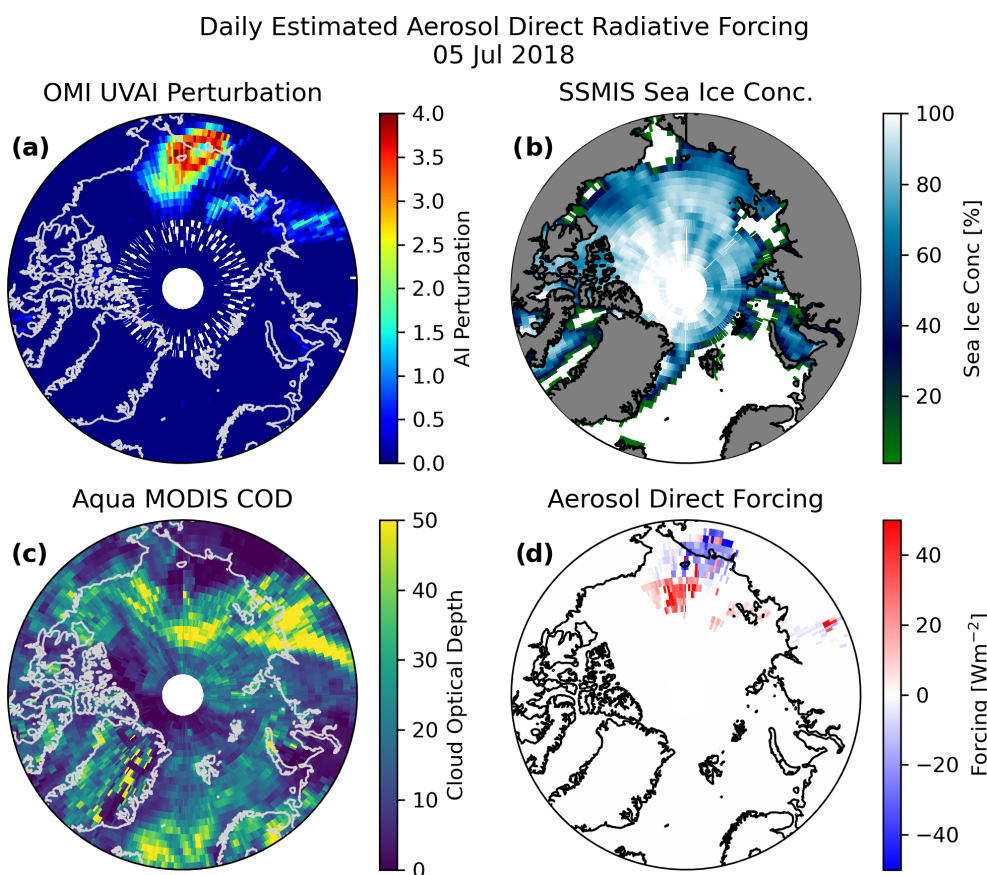 Daily Estimated Aerosol Direct Radiative Forcing
05 Jul 2018
OMI UVAI Perturbation
(a)
4.0
3.5
3.0
2.5
2.0
1.5
1.0
0.5
0.0
AI Perturbation
SSMIS Sea Ice Conc.
(b)
100
80
60
40
20
Sea Ice Conc [%]
Aqua MODIS COD
(c)
50
40
30
20
10
0
Cloud Optical Depth
Aerosol Direct Forcing
(d)
40
20
0
−20
−40
Forcing [Wm⁻²]